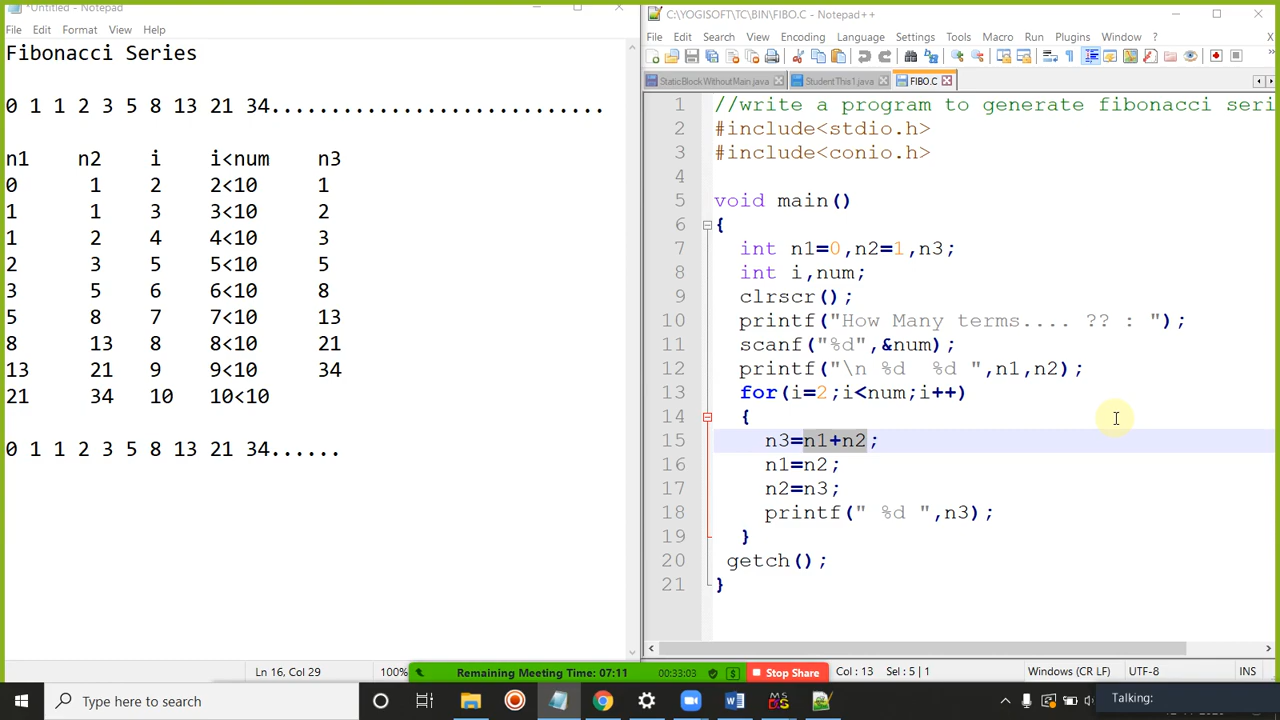 *Untitled - Notepad
File Edit Format View Help
Fibonacci Series
0 1 1 2 3 5 8 13 21 34............................
n1 n2 i i<num n3
0 1 2 2<10 1
1 1 3 3<10 2
1 2 4 4<10 3
2 3 5 5<10 5
3 5 6 6<10 8
5 8 7 7<10 13
8 13 8 8<10 21
13 21 9 9<10 34
21 34 10 10<10
0 1 1 2 3 5 8 13 21 34......
Ln 16, Col 29 100%
C:\YOGISOFT\TC\BIN\FIBO.C - Notepad++
File Edit Search View Encoding Language Settings Tools Macro Run Plugins Window ? X
StaticBlockWithoutMain.java StudentThis1.java FIBO.C
1 //write a program to generate fibonacci seri
2 #include<stdio.h>
3 #include<conio.h>
4
5 void main()
6 {
7 int n1=0,n2=1,n3;
8 int i,num;
9 clrscr();
10 printf("How Many terms.... ?? : ");
11 scanf("%d",&num);
12 printf("\n %d  %d ",n1,n2);
13 for(i=2;i<num;i++)
14 {
15 n3=n1+n2;
16 n1=n2;
17 n2=n3;
18 printf(" %d ",n3);
19 }
20 getch();
21 }
Remaining Meeting Time: 07:11 00:33:03 Stop Share
Col : 13 Sel : 5 | 1 Windows (CR LF) UTF-8 INS
Type here to search
Talking: